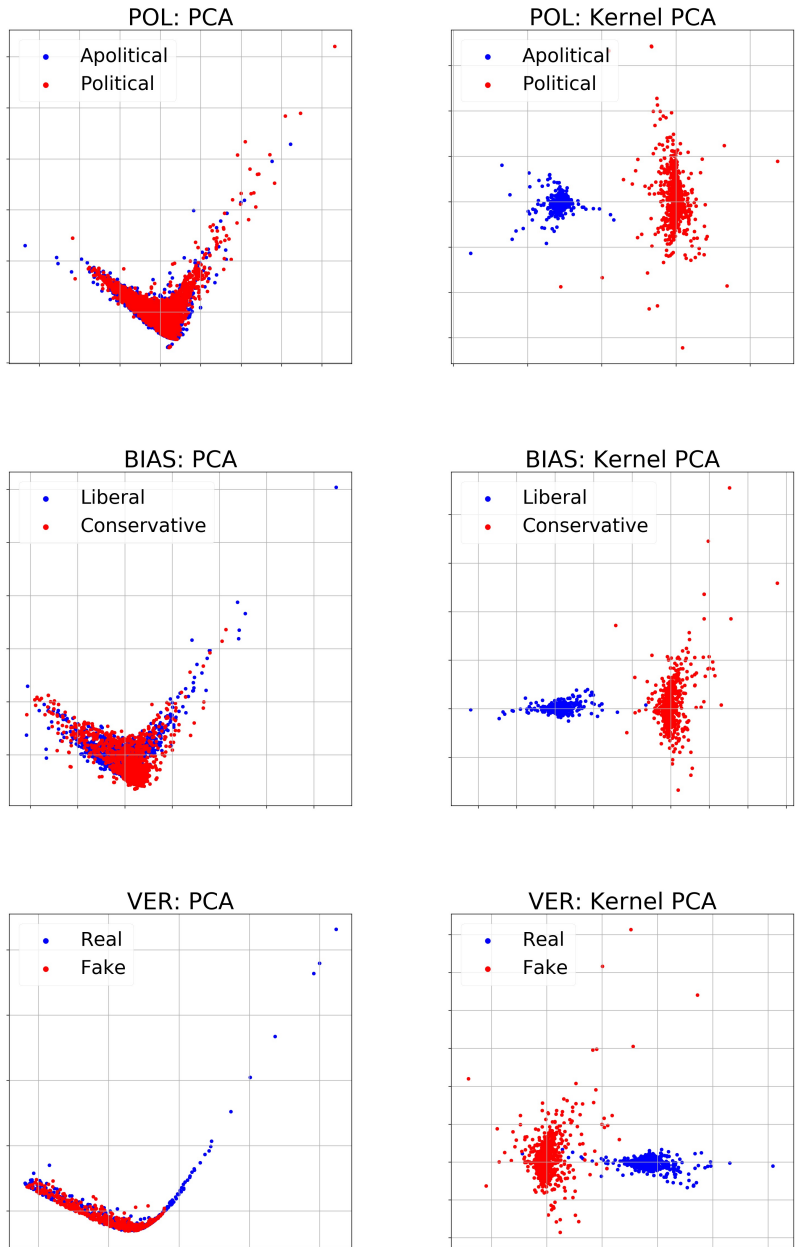 POL: PCA
Apolitical
Political
POL: Kernel PCA
Apolitical
Political
BIAS: PCA
Liberal
Conservative
BIAS: Kernel PCA
Liberal
Conservative
VER: PCA
Real
Fake
VER: Kernel PCA
Real
Fake